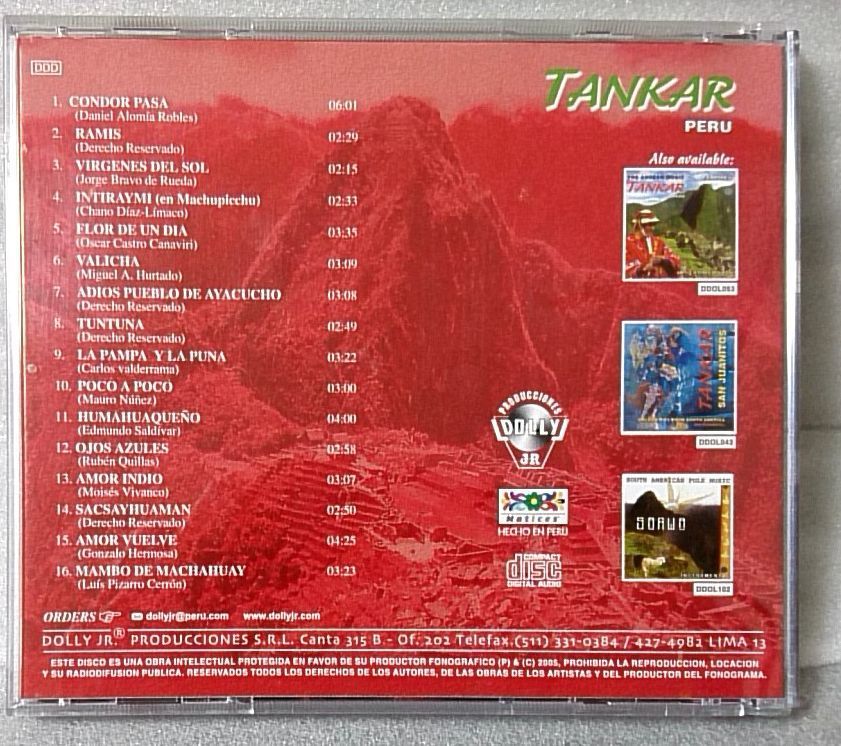 DDD
TANKAR
PERU
1. CONDOR PASA 06:01
(Daniel Alomía Robles)
2. RAMIS 02:29
(Derecho Reservado)
3. VIRGENES DEL SOL 02:15
(Jorge Bravo de Rueda)
4. INTIRAYMI (en Machupicchu) 02:33
(Chano Díaz-Límaco)
5. FLOR DE UN DIA 03:35
(Oscar Castro Canaviri)
6. VALICHA 03:09
(Miguel A. Hurtado)
7. ADIOS PUEBLO DE AYACUCHO 03:08
(Derecho Reservado)
8. TUNTUNA 02:49
(Derecho Reservado)
9. LA PAMPA Y LA PUNA 03:22
(Carlos valderrama)
10. POCO A POCO 03:00
(Mauro Núñez)
11. HUMAHUAQUEÑO 04:00
(Edmundo Saldívar)
12. OJOS AZULES 02:58
(Rubén Quillas)
13. AMOR INDIO 03:07
(Moisés Vivanco)
14. SACSAYHUAMAN 02:50
(Derecho Reservado)
15. AMOR VUELVE 04:25
(Gonzalo Hermosa)
16. MAMBO DE MACHAHUAY 03:23
(Luís Pizarro Cerrón)
Also available:
TANKAR
DDOL053
TANKAR
SAN JUANITOS
DDOL043
SOUTH AMERICAN FOLK MUSIC
SORWO
INSTRUMENTAL
DDOL102
PRODUCCIONES
DOLLY
JR
Matices
HECHO EN PERÚ
COMPACT
disc
DIGITAL AUDIO
ORDERS dollyjr@peru.com www.dollyjr.com
DOLLY JR.® PRODUCCIONES S.R.L. Canta 315 B.- Of. 202 Telefax.(511) 331-0384 / 427-4982 LIMA 13
ESTE DISCO ES UNA OBRA INTELECTUAL PROTEGIDA EN FAVOR DE SU PRODUCTOR FONOGRAFICO (P) & (C) 2005, PROHIBIDA LA REPRODUCCION, LOCACION
Y SU RADIODIFUSION PUBLICA. RESERVADOS TODOS LOS DERECHOS DE LOS AUTORES, DE LAS OBRAS DE LOS ARTISTAS Y DEL PRODUCTOR DEL FONOGRAMA.